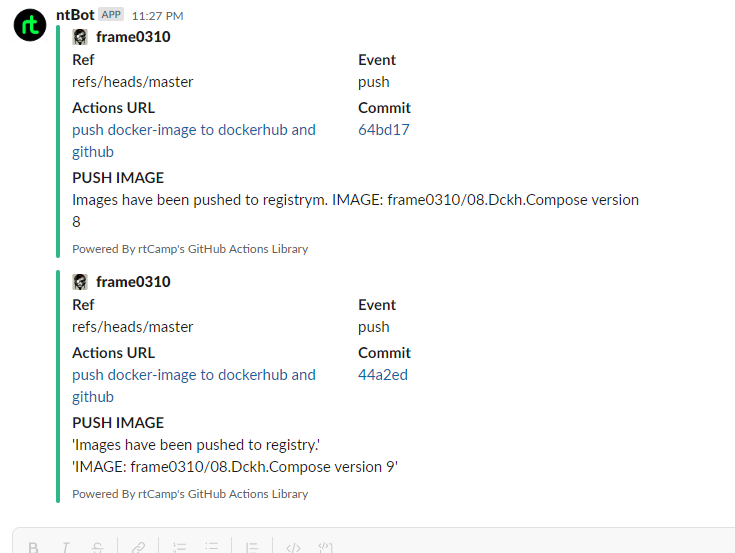 rt
ntBot APP 11:27 PM
frame0310
Ref Event
refs/heads/master push
Actions URL Commit
push docker-image to dockerhub and 64bd17
github
PUSH IMAGE
Images have been pushed to registrym. IMAGE: frame0310/08.Dckh.Compose version
8
Powered By rtCamp's GitHub Actions Library
frame0310
Ref Event
refs/heads/master push
Actions URL Commit
push docker-image to dockerhub and 44a2ed
github
PUSH IMAGE
'Images have been pushed to registry.'
'IMAGE: frame0310/08.Dckh.Compose version 9'
Powered By rtCamp's GitHub Actions Library
B I S